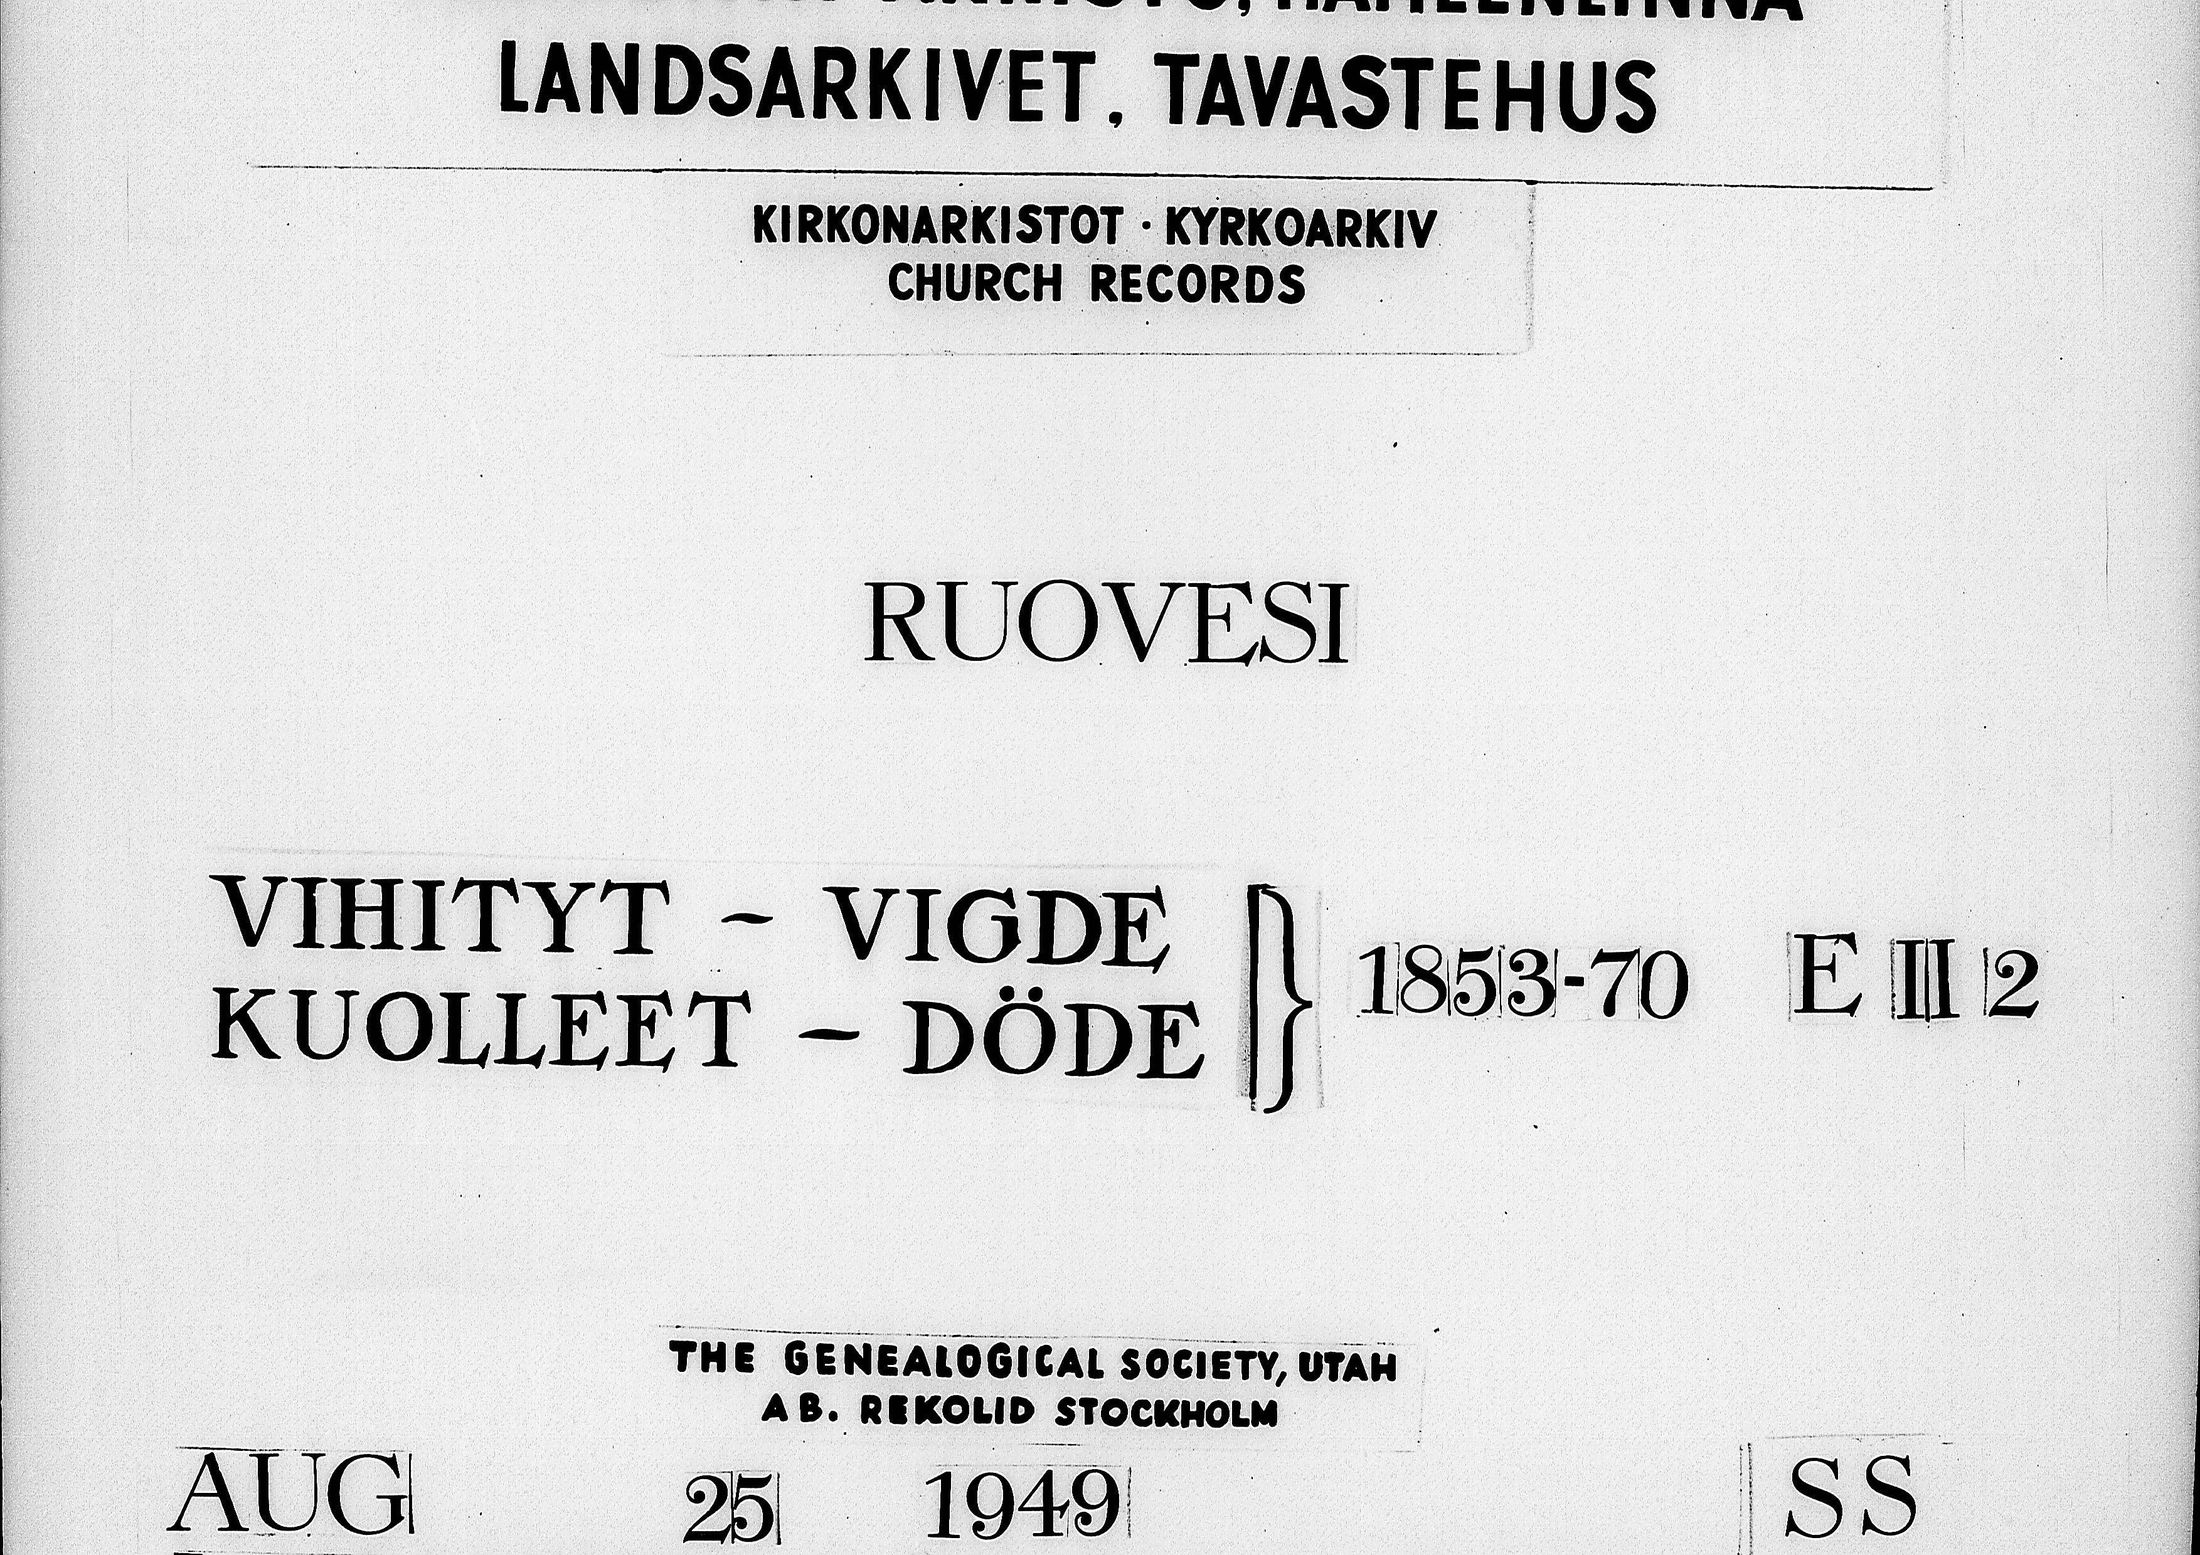 HÄMEENLINNA
LANDSARKIVET, TAVASTEHUS
KIRKONARKISTOT · KYRKOARKIV
CHURCH RECORDS
RUOVESI
VIHITYT - VIGDE
KUOLLEET - DÖDE } 1853-70 E III 2
THE GENEALOGICAL SOCIETY, UTAH
AB. REKOLID STOCKHOLM
AUG 25 1949 SS